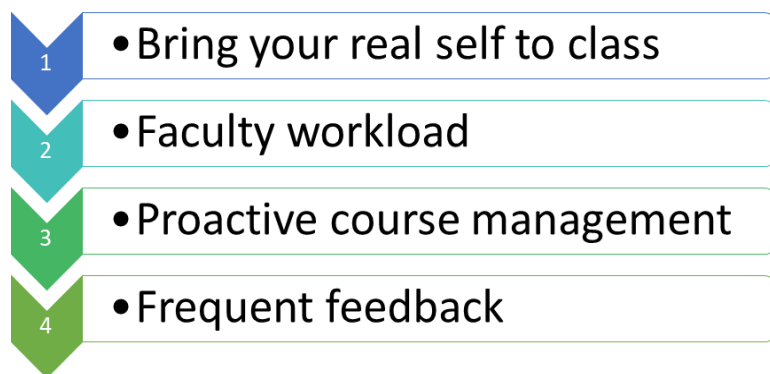 1
•Bring your real self to class
2
•Faculty workload
3
•Proactive course management
4
•Frequent feedback